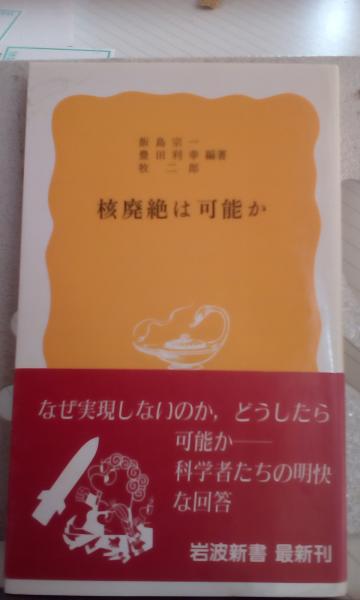 飯島宗一
豊田利幸 編著
牧二郎
核廃絶は可能か
なぜ実現しないのか，どうしたら
可能か──
科学者たちの明快
な回答
岩波新書 最新刊